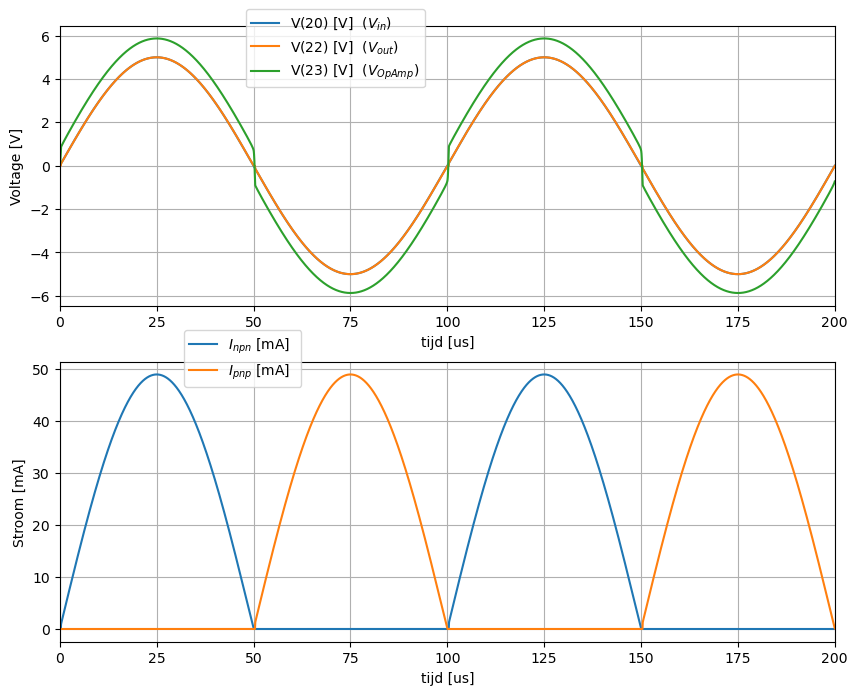 V(20) [V] (V_in)
V(22) [V] (V_out)
V(23) [V] (V_OpAmp)
Voltage [V]
6
4
2
0
−2
−4
−6
0 25 50 75 100 125 150 175 200
tijd [us]
I_npn [mA]
I_pnp [mA]
Stroom [mA]
50
40
30
20
10
0
0 25 50 75 100 125 150 175 200
tijd [us]